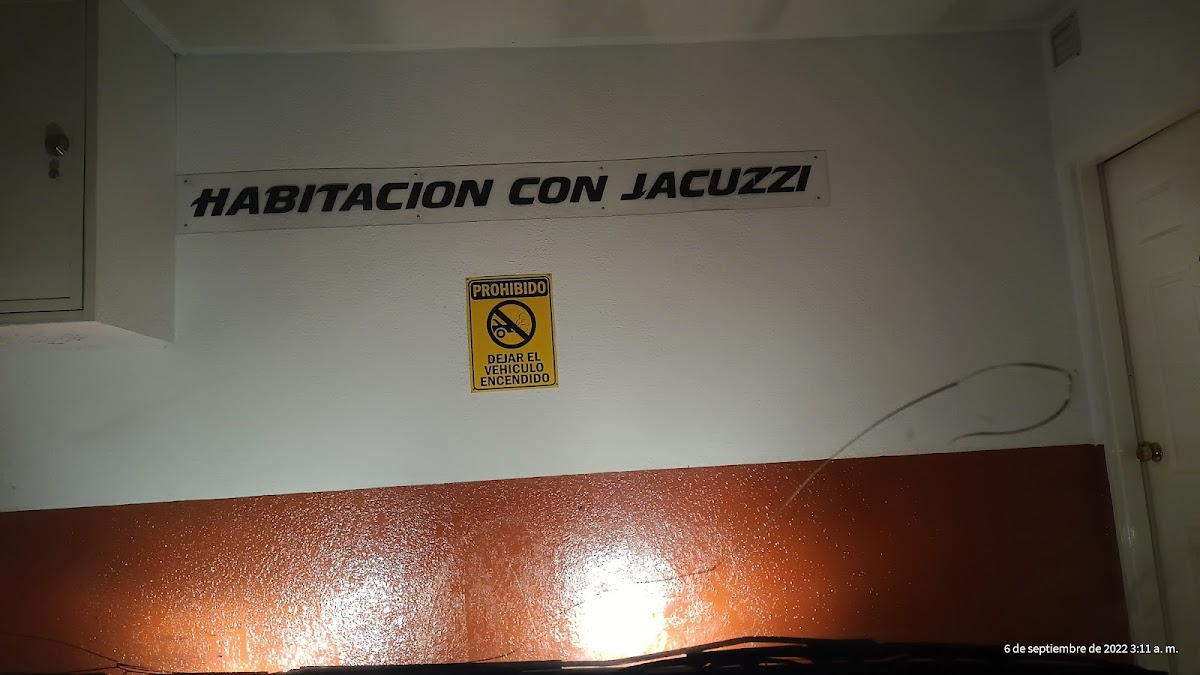 HABITACION CON JACUZZI
PROHIBIDO
DEJAR EL
VEHICULO
ENCENDIDO
6 de septiembre de 2022 3:11 a. m.